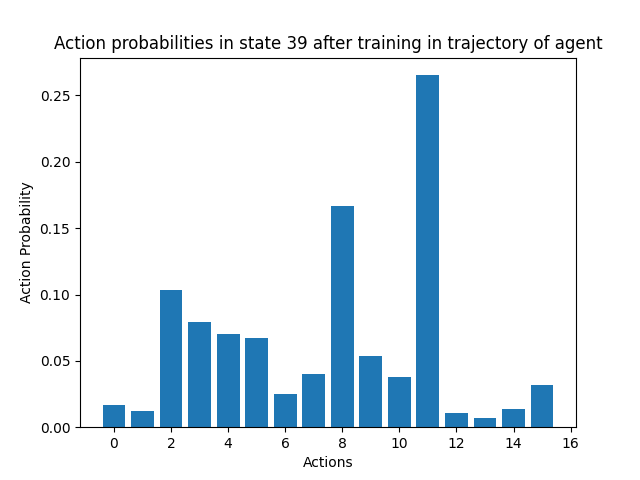 Action probabilities in state 39 after training in trajectory of agent
0.25
0.20
0.15
0.10
0.05
0.00
Action Probability
0 2 4 6 8 10 12 14 16
Actions